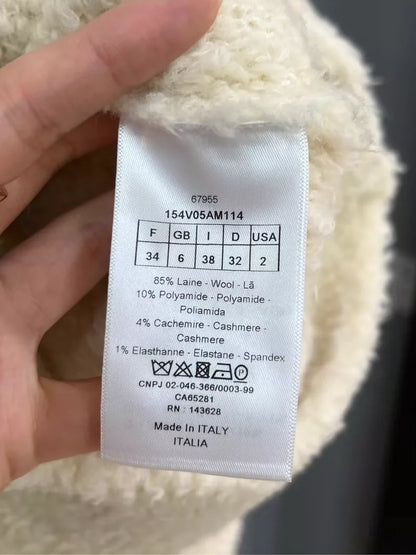 67955
154V05AM114
F GB I D USA
34 6 38 32 2
85% Laine - Wool - Lã
10% Polyamide - Polyamide -
Poliamida
4% Cachemire - Cashmere -
Cashmere
1% Elasthanne - Elastane - Spandex
P
CNPJ 02-046-366/0003-99
CA65281
RN : 143628
Made In ITALY
ITALIA